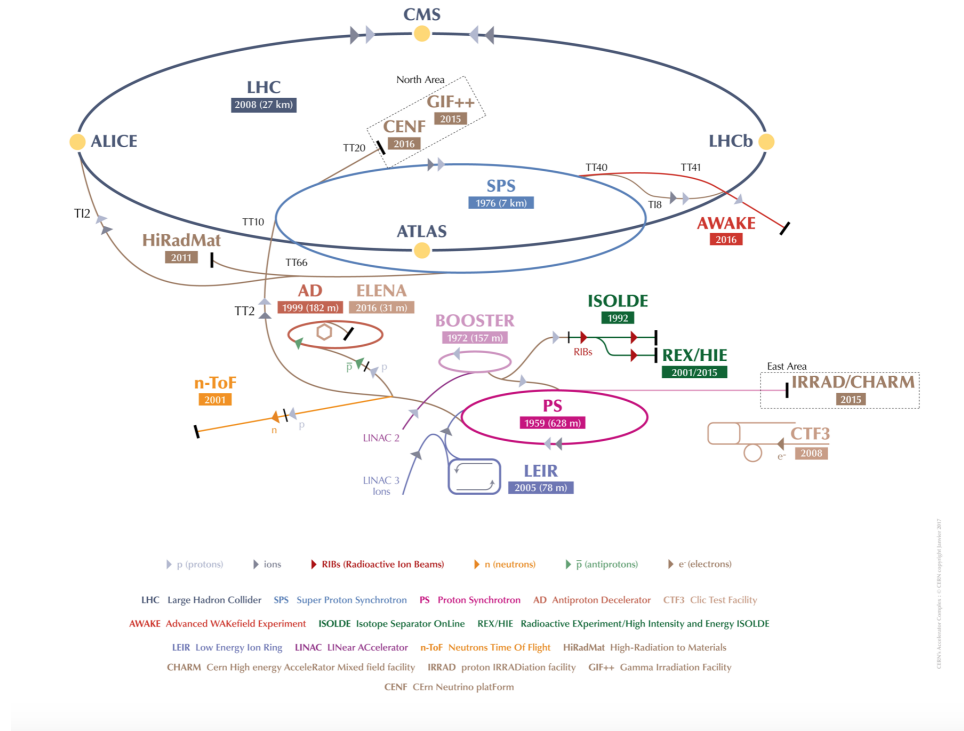 CMS
North Area
LHC
2008 (27 km)
GIF++
2015
CENF
2016
ALICE
LHCb
TT20
TT40
TT41
SPS
1976 (7 km)
TI8
TI2
TT10
AWAKE
2016
ATLAS
HiRadMat
2011
TT66
AD
1999 (182 m)
ELENA
2016 (31 m)
TT2
ISOLDE
1992
BOOSTER
1972 (157 m)
RIBs
REX/HIE
2001/2015
p
p
East Area
IRRAD/CHARM
2015
n-ToF
2001
PS
1959 (628 m)
n
p
LINAC 2
CTF3
2008
e-
LEIR
2005 (78 m)
LINAC 3
Ions
p (protons) ions RIBs (Radioactive Ion Beams) n (neutrons) p̅ (antiprotons) e- (electrons)
LHC Large Hadron Collider SPS Super Proton Synchrotron PS Proton Synchrotron AD Antiproton Decelerator CTF3 Clic Test Facility
AWAKE Advanced WAKefield Experiment ISOLDE Isotope Separator OnLine REX/HIE Radioactive EXperiment/High Intensity and Energy ISOLDE
LEIR Low Energy Ion Ring LINAC LINear ACcelerator n-ToF Neutrons Time Of Flight HiRadMat High-Radiation to Materials
CHARM Cern High energy AcceleRator Mixed field facility IRRAD proton IRRADiation facility GIF++ Gamma Irradiation Facility
CENF CErn Neutrino platForm